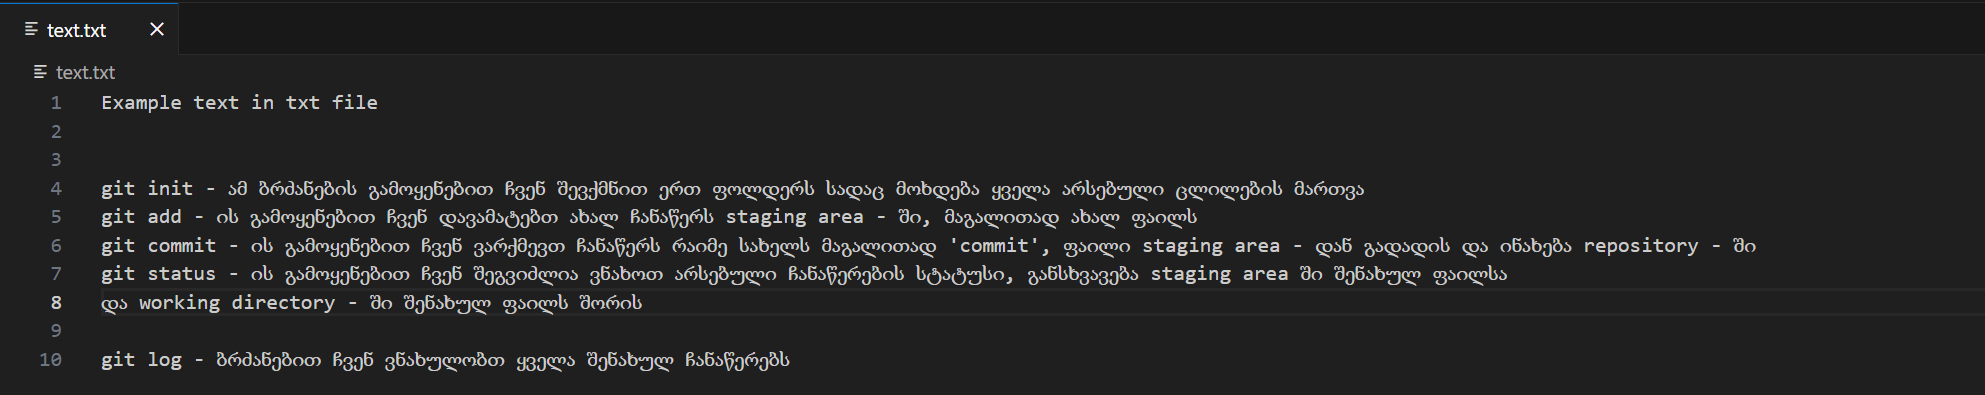 text.txt
text.txt
1 Example text in txt file
2
3
4 git init - ამ ბრძანების გამოყენებით ჩვენ შევქმნით ერთ ფოლდერს სადაც მოხდება ყველა არსებული ცლილების მართვა
5 git add - ის გამოყენებით ჩვენ დავამატებთ ახალ ჩანაწერს staging area - ში, მაგალითად ახალ ფაილს
6 git commit - ის გამოყენებით ჩვენ ვარქმევთ ჩანაწერს რაიმე სახელს მაგალითად 'commit', ფაილი staging area - დან გადადის და ინახება repository - ში
7 git status - ის გამოყენებით ჩვენ შეგვიძლია ვნახოთ არსებული ჩანაწერების სტატუსი, განსხვავება staging area ში შენახულ ფაილსა
8 და working directory - ში შენახულ ფაილს შორის
9
10 git log - ბრძანებით ჩვენ ვნახულობთ ყველა შენახულ ჩანაწერებს